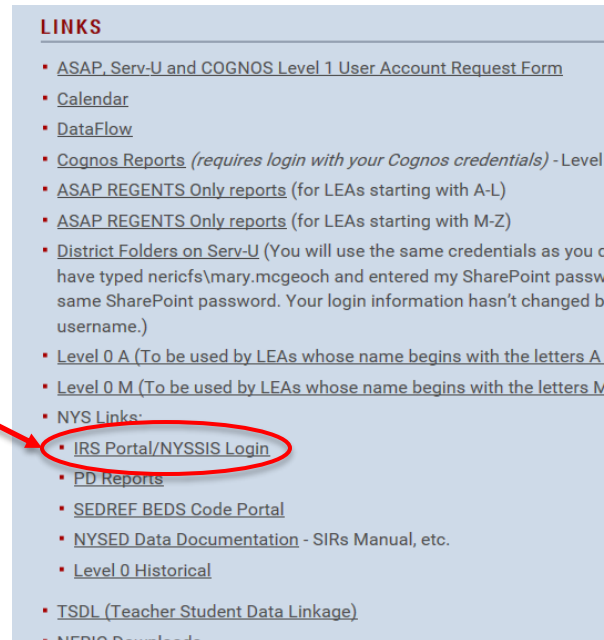 LINKS
ASAP, Serv-U and COGNOS Level 1 User Account Request Form
Calendar
DataFlow
Cognos Reports (requires login with your Cognos credentials) - Level
ASAP REGENTS Only reports (for LEAs starting with A-L)
ASAP REGENTS Only reports (for LEAs starting with M-Z)
District Folders on Serv-U (You will use the same credentials as you
have typed nericfs\mary.mcgeoch and entered my SharePoint
same SharePoint password. Your login information hasn't changed
username.)
Level 0 A (To be used by LEAs whose name begins with the letters A
Level 0 M (To be used by LEAs whose name begins with the letters M
NYS Links:
IRS Portal/NYSSIS Login
PD Reports
SEDREF BEDS Code Portal
NYSED Data Documentation - SIRs Manual, etc.
Level 0 Historical
TSDL (Teacher Student Data Linkage)
NERIC Downloads